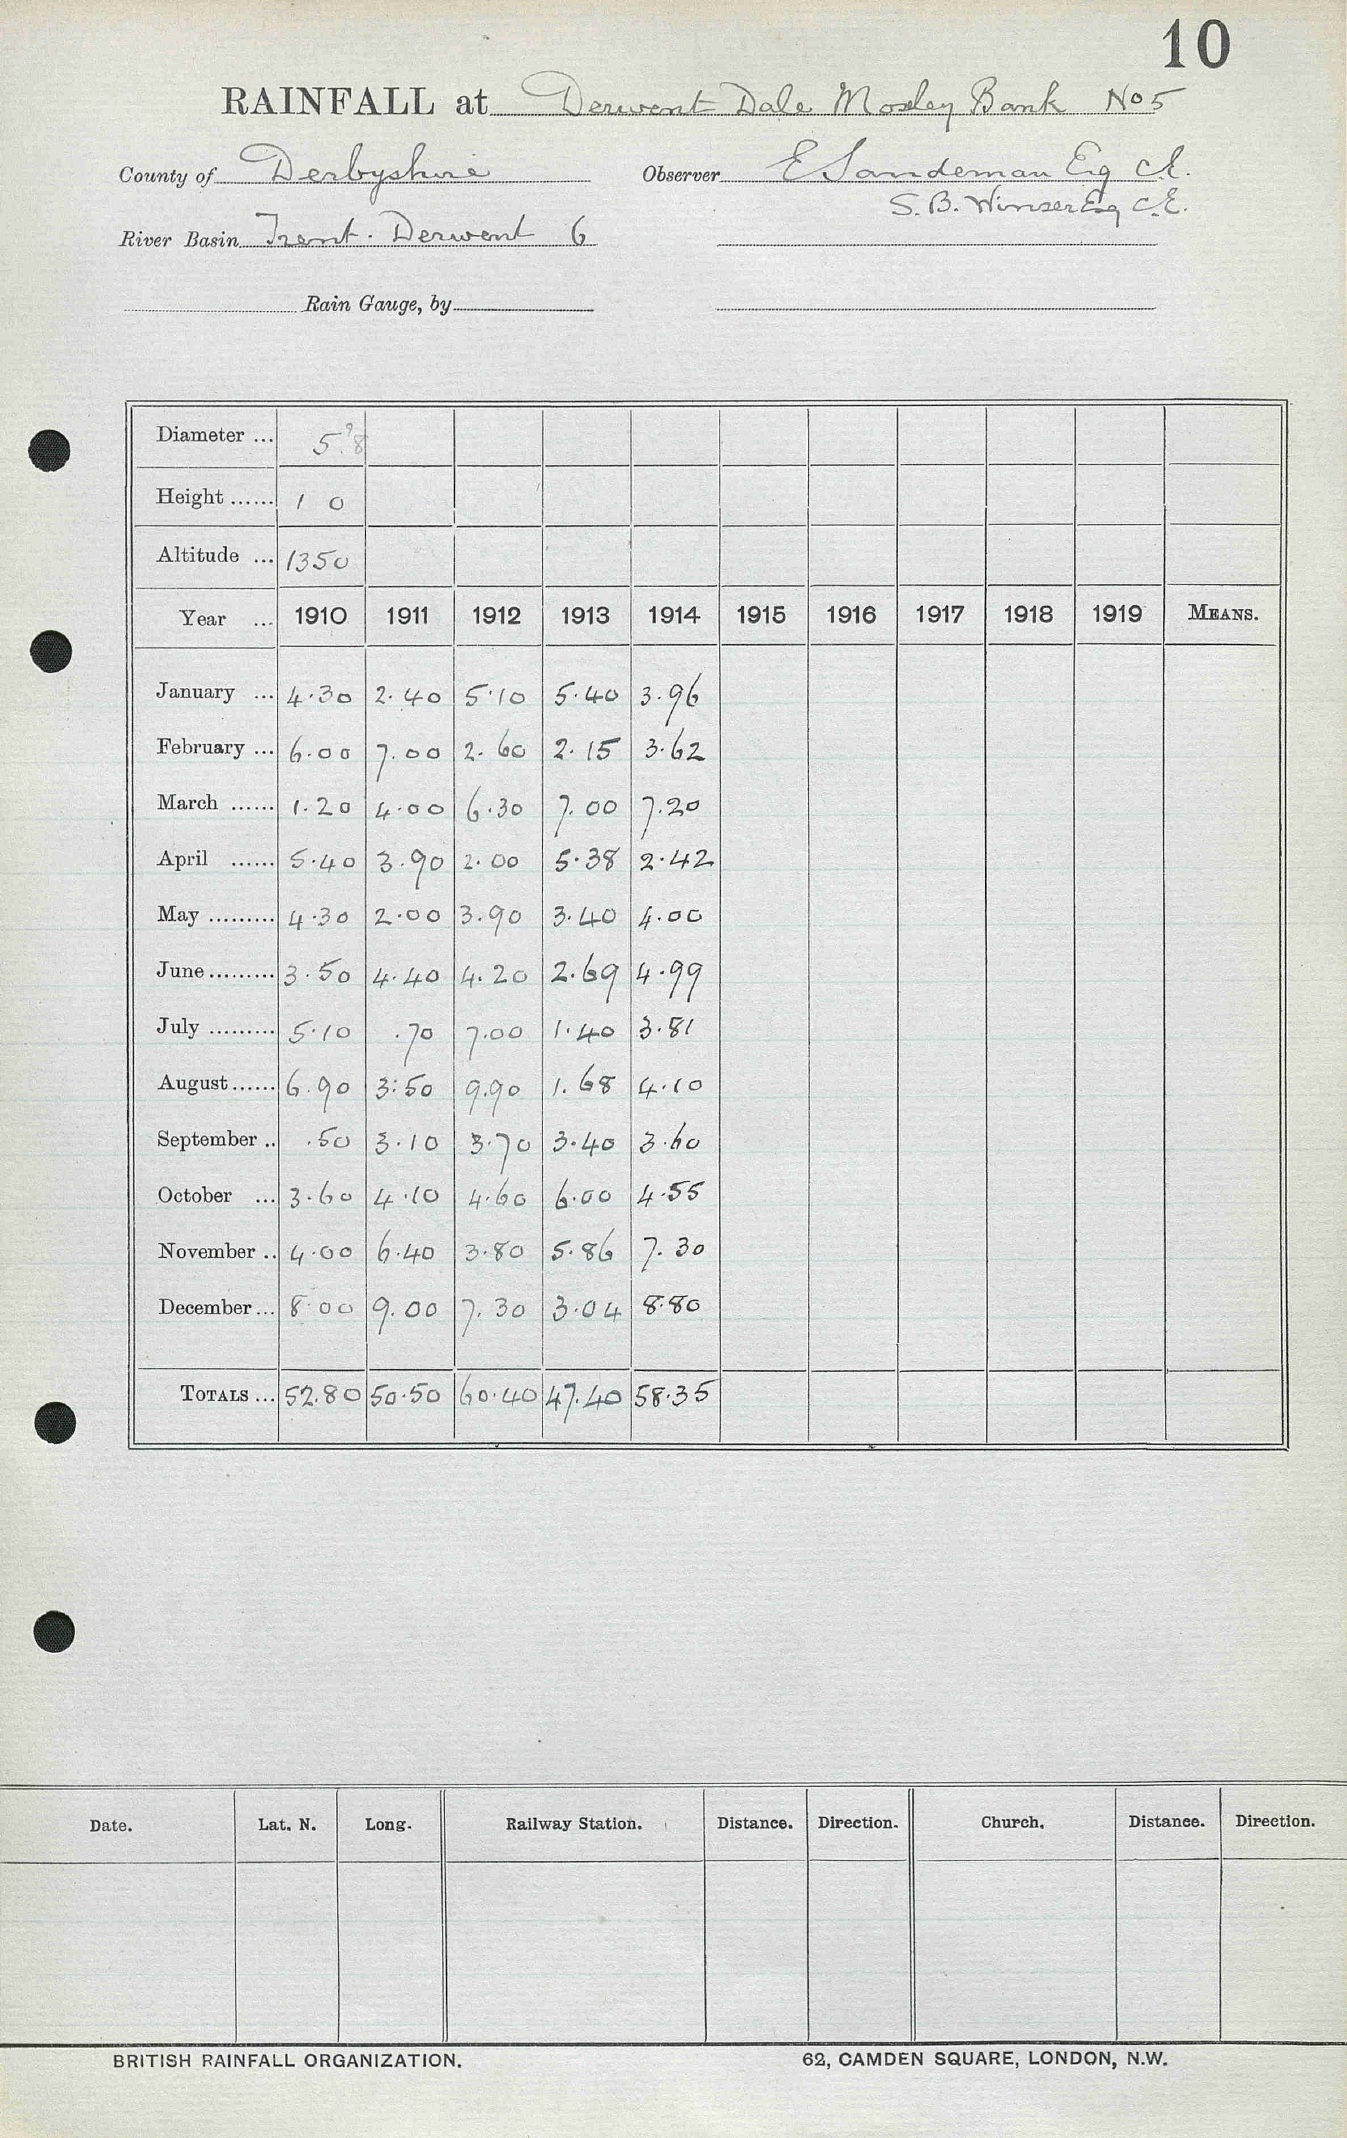 10
RAINFALL at Derwent Dale Mosley Bank No 5
County of Derbyshire Observer E Sandeman Esq C.E.
S. B. Winser Esq C.E.
River Basin Trent. Derwent 6
Rain Gauge, by
Diameter ... 5.8
Height ...... 1 0
Altitude ... 1350
Year ... 1910 1911 1912 1913 1914 1915 1916 1917 1918 1919 MEANS.
January ... 4.30 2.40 5.10 5.40 3.96
February ... 6.00 7.00 2.60 2.15 3.62
March ...... 1.20 4.00 6.30 7.00 7.20
April ...... 5.40 3.90 2.00 5.38 2.42
May ......... 4.30 2.00 3.90 3.40 4.00
June ......... 3.50 4.40 4.20 2.69 4.99
July ......... 5.10 .70 7.00 1.40 3.81
August ...... 6.90 3.50 9.90 1.68 4.10
September .. .50 3.10 3.70 3.40 3.60
October ... 3.60 4.10 4.60 6.00 4.55
November .. 4.00 6.40 3.80 5.86 7.30
December ... 8.00 9.00 7.30 3.04 8.80
TOTALS ... 52.80 50.50 60.40 47.40 58.35
Date. Lat. N. Long. Railway Station. Distance. Direction. Church. Distance. Direction.
BRITISH RAINFALL ORGANIZATION. 62, CAMDEN SQUARE, LONDON, N.W.